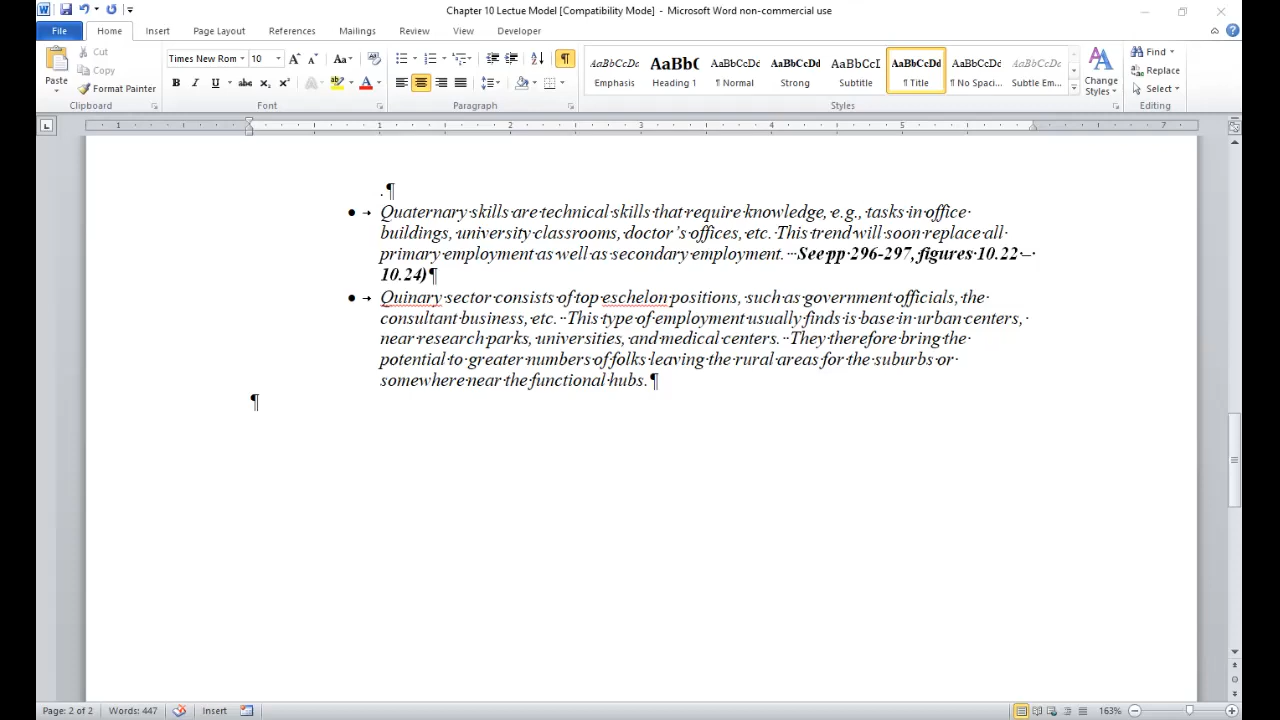 Chapter 10 Lectue Model [Compatibility Mode] - Microsoft Word non-commercial use
File Home Insert Page Layout References Mailings Review View Developer
Paste
Cut
Copy
Format Painter
Clipboard
Times New Rom 10
Font
Paragraph
AaBbCcDc Emphasis
AaBbC Heading 1
AaBbCcDc ¶ Normal
AaBbCcDd Strong
AaBbCcI Subtitle
AaBbCcDd ¶ Title
AaBbCcDc ¶ No Spaci...
AaBbCcDc Subtle Em...
Styles
Change Styles
Find
Replace
Select
Editing
1 1 2 3 4 5 7
.¶
• Quaternary skills are technical skills that require knowledge, e.g., tasks in office
buildings, university classrooms, doctor's offices, etc. This trend will soon replace all
primary employment as well as secondary employment. See pp 296-297, figures 10.22 –
10.24)¶
• Quinary sector consists of top eschelon positions, such as government officials, the
consultant business, etc. This type of employment usually finds is base in urban centers,
near research parks, universities, and medical centers. They therefore bring the
potential to greater numbers of folks leaving the rural areas for the suburbs or
somewhere near the functional hubs.¶
¶
Page: 2 of 2 Words: 447 Insert 163%